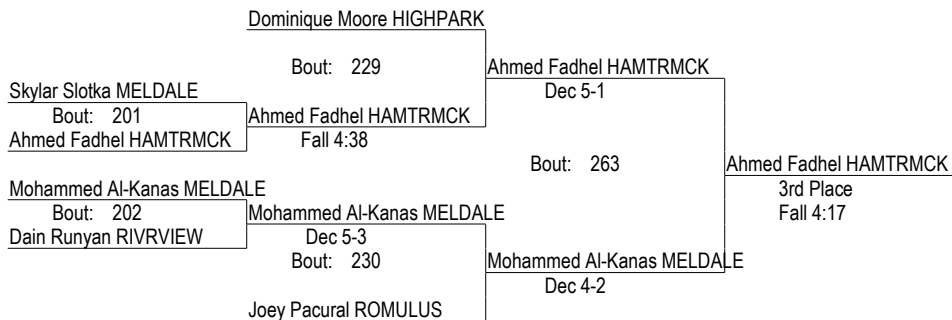 Dominique Moore HIGHPARK
Bout: 229
Ahmed Fadhel HAMTRMCK
Skylar Slotka MELDALE
Dec 5-1
Bout: 201
Ahmed Fadhel HAMTRMCK
Ahmed Fadhel HAMTRMCK
Fall 4:38
Bout: 263
Ahmed Fadhel HAMTRMCK
Mohammed Al-Kanas MELDALE
3rd Place
Bout: 202
Mohammed Al-Kanas MELDALE
Fall 4:17
Dain Runyan RIVRVIEW
Dec 5-3
Bout: 230
Mohammed Al-Kanas MELDALE
Dec 4-2
Joey Pacural ROMULUS